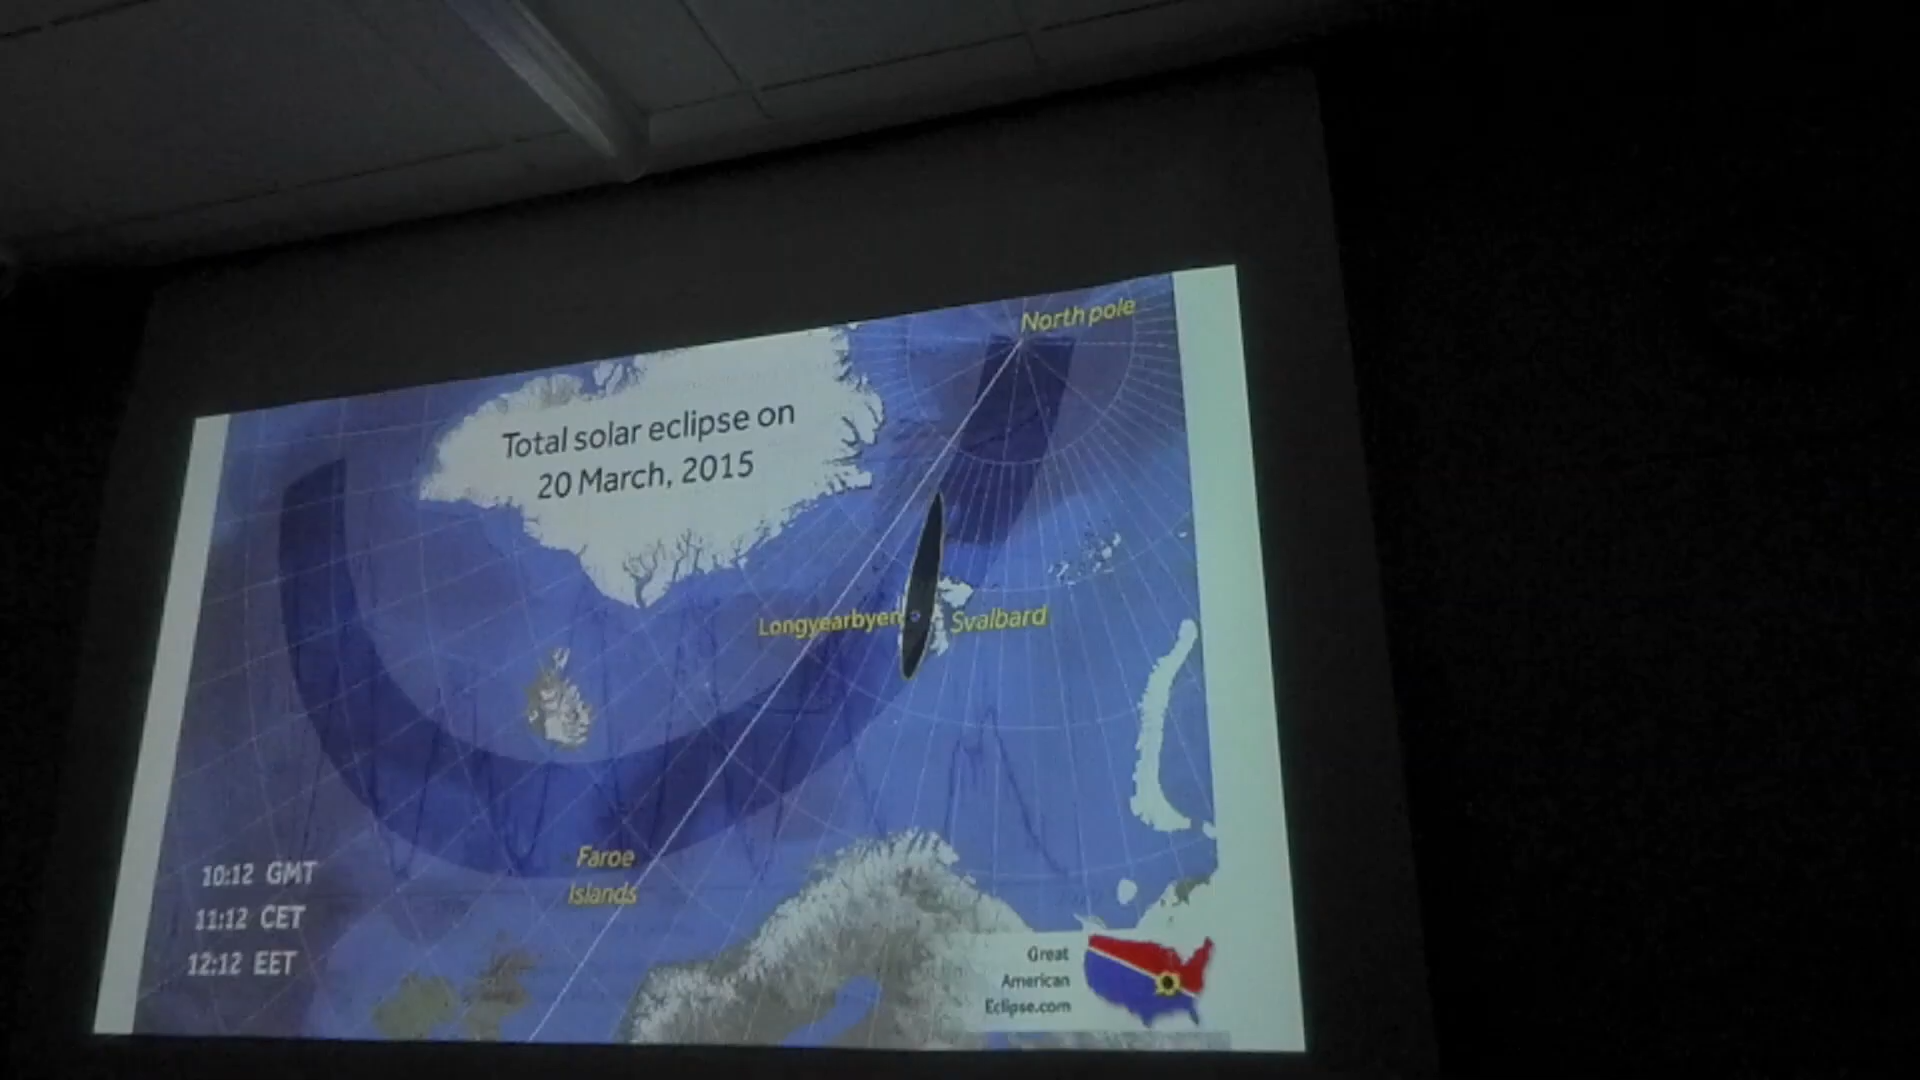 North pole
Total solar eclipse on
20 March, 2015
Longyearbyen
Svalbard
Faroe
Islands
10:12 GMT
11:12 CET
12:12 EET
Great
American
Eclipse.com